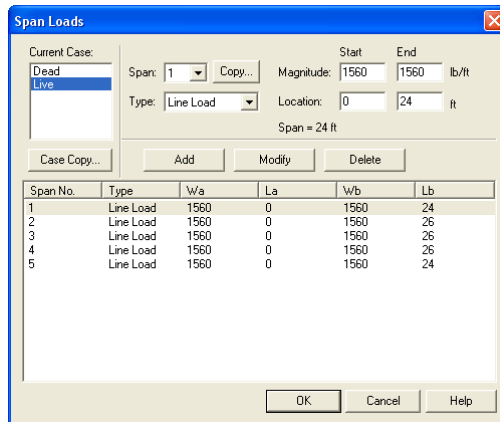 Span Loads
Current Case:
Dead
Live
Start End
Span: 1 Copy... Magnitude: 1560 1560 lb/ft
Type: Line Load Location: 0 24 ft
Span = 24 ft
Case Copy... Add Modify Delete
Span No. Type Wa La Wb Lb
1 Line Load 1560 0 1560 24
2 Line Load 1560 0 1560 26
3 Line Load 1560 0 1560 26
4 Line Load 1560 0 1560 26
5 Line Load 1560 0 1560 24
OK Cancel Help